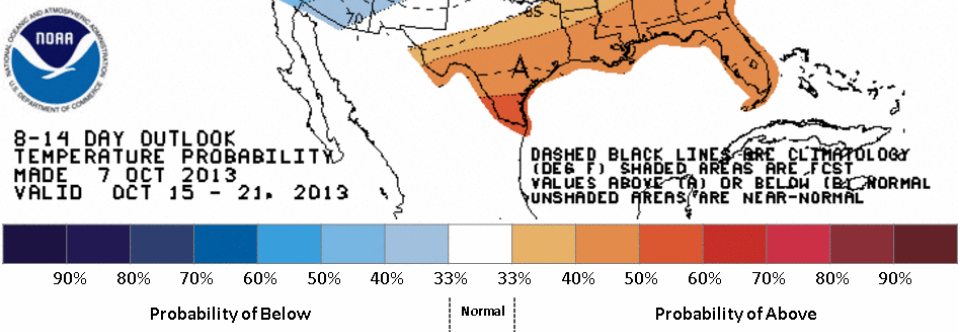 70
85
NATIONAL OCEANIC AND ATMOSPHERIC ADMINISTRATION
NOAA
U.S. DEPARTMENT OF COMMERCE
A
8-14 DAY OUTLOOK
TEMPERATURE PROBABILITY
MADE 7 OCT 2013
VALID OCT 15 - 21, 2013
DASHED BLACK LINES ARE CLIMATOLOGY
(DEG F) SHADED AREAS ARE FCST
VALUES ABOVE (A) OR BELOW (B) NORMAL
UNSHADED AREAS ARE NEAR-NORMAL
90% 80% 70% 60% 50% 40% 33% 33% 40% 50% 60% 70% 80% 90%
Probability of Below Normal Probability of Above